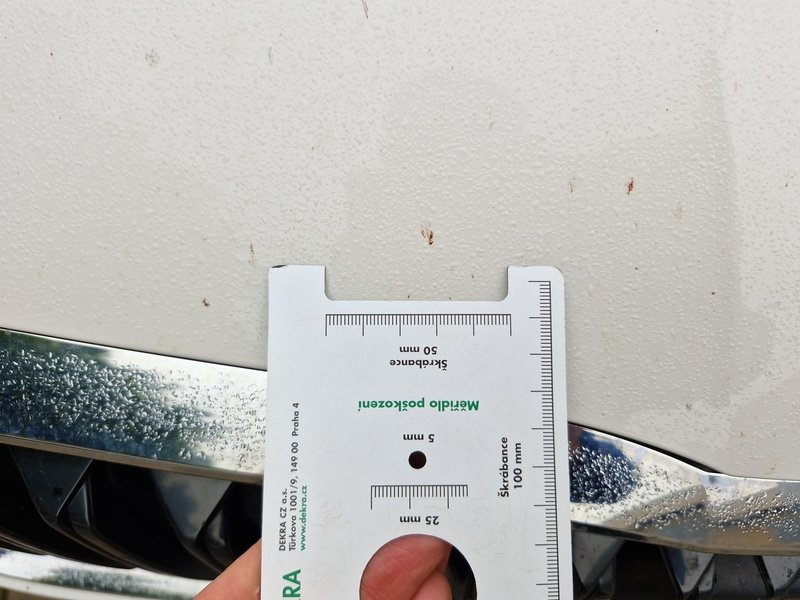 50 mm
Škrábance
Měřidlo poškození
5 mm
25 mm
Škrábance
100 mm
DEKRA CZ a.s.
Türkova 1001/9, 149 00 Praha 4
www.dekra.cz
RA